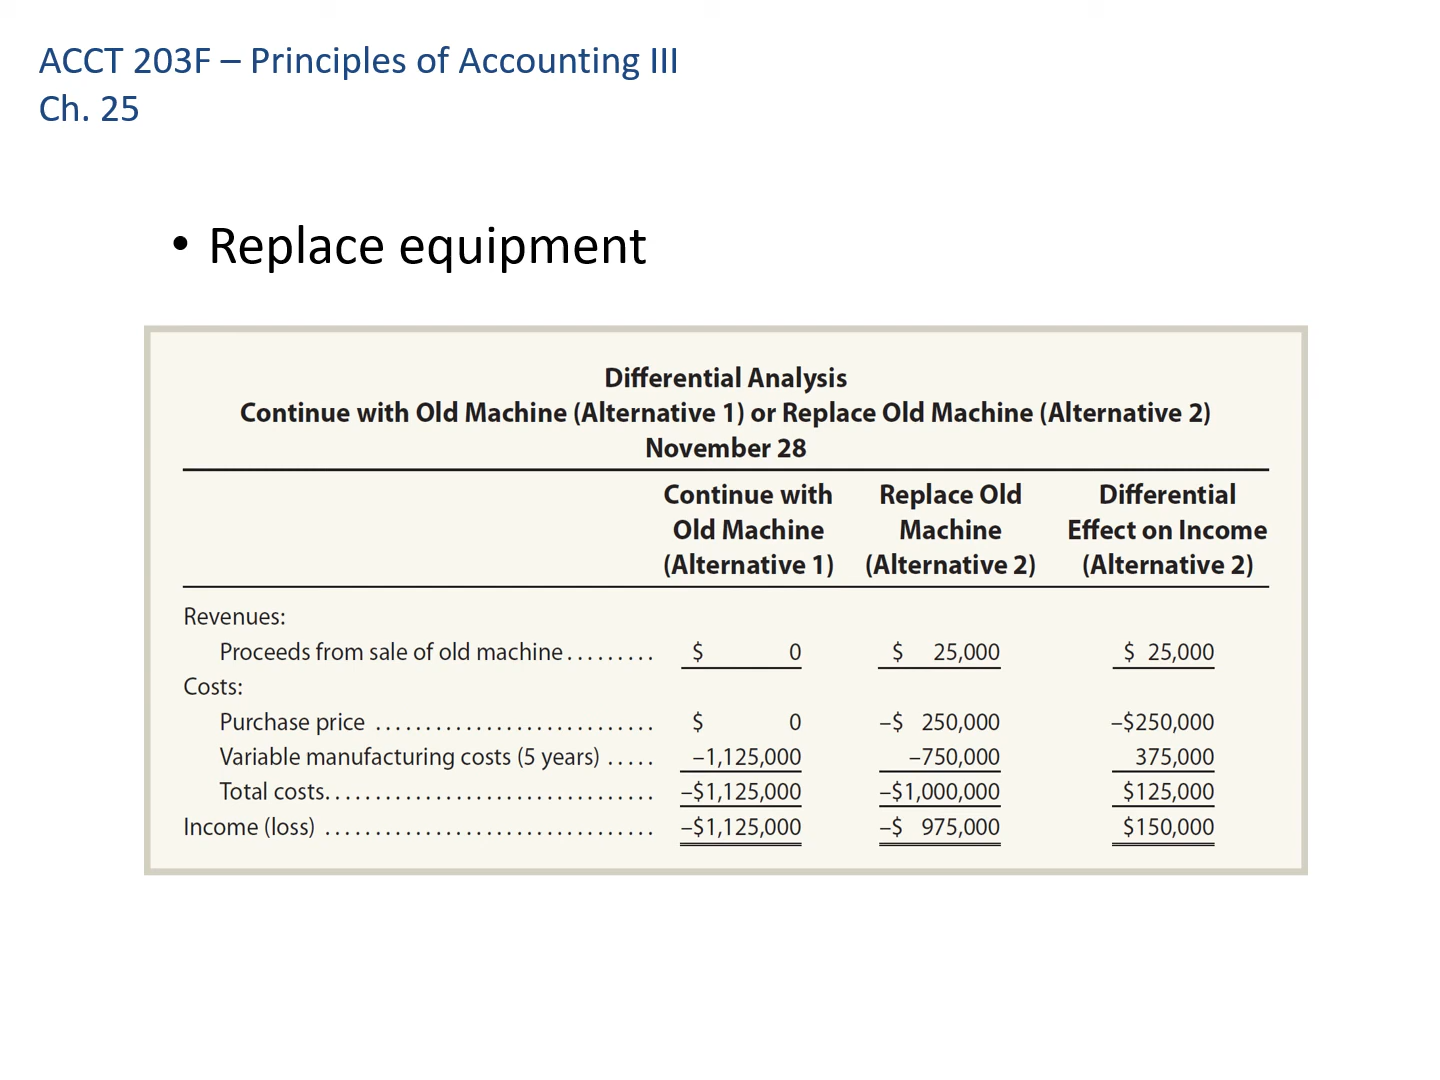 ACCT 203F – Principles of Accounting III
Ch. 25
• Replace equipment
Differential Analysis
Continue with Old Machine (Alternative 1) or Replace Old Machine (Alternative 2)
November 28
Continue with Replace Old Differential
Old Machine Machine Effect on Income
(Alternative 1) (Alternative 2) (Alternative 2)
Revenues:
Proceeds from sale of old machine......... $ 0 $ 25,000 $ 25,000
Costs:
Purchase price ........................... $ 0 –$ 250,000 –$250,000
Variable manufacturing costs (5 years) ..... –1,125,000 –750,000 375,000
Total costs................................ –$1,125,000 –$1,000,000 $125,000
Income (loss) ................................ –$1,125,000 –$ 975,000 $150,000